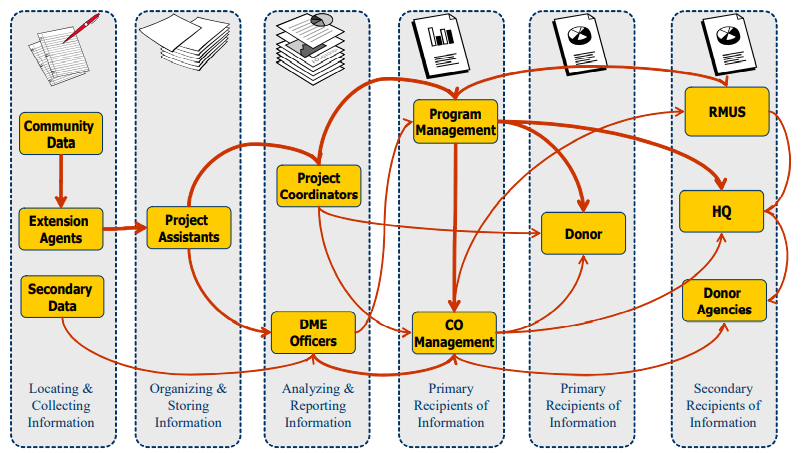 Community
Data
Extension
Agents
Secondary
Data
Locating &
Collecting
Information
Project
Assistants
Organizing &
Storing
Information
Project
Coordinators
DME
Officers
Analyzing &
Reporting
Information
Program
Management
CO
Management
Primary
Recipients of
Information
Donor
Primary
Recipients of
Information
RMUS
HQ
Donor
Agencies
Secondary
Recipients of
Information